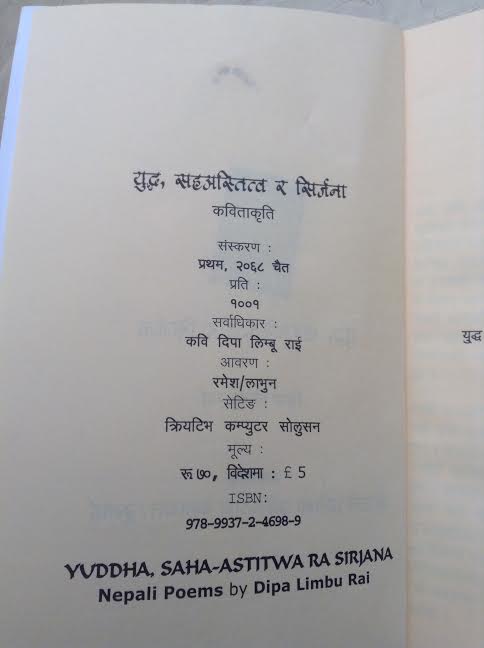 युद्ध, सहअस्तित्व र सिर्जना
कविताकृति
संस्करण :
प्रथम, २०६८ चैत
प्रति :
१००१
सर्वाधिकार :
कवि दिपा लिम्बू राई
आवरण :
रमेश/लाभुन
सेटिङ :
क्रियटिभ कम्प्युटर सोलुसन
मूल्य :
रू ७०, विदेशमा : £ 5
ISBN:
978-9937-2-4698-9
YUDDHA, SAHA-ASTITWA RA SIRJANA
Nepali Poems by Dipa Limbu Rai
युद्ध